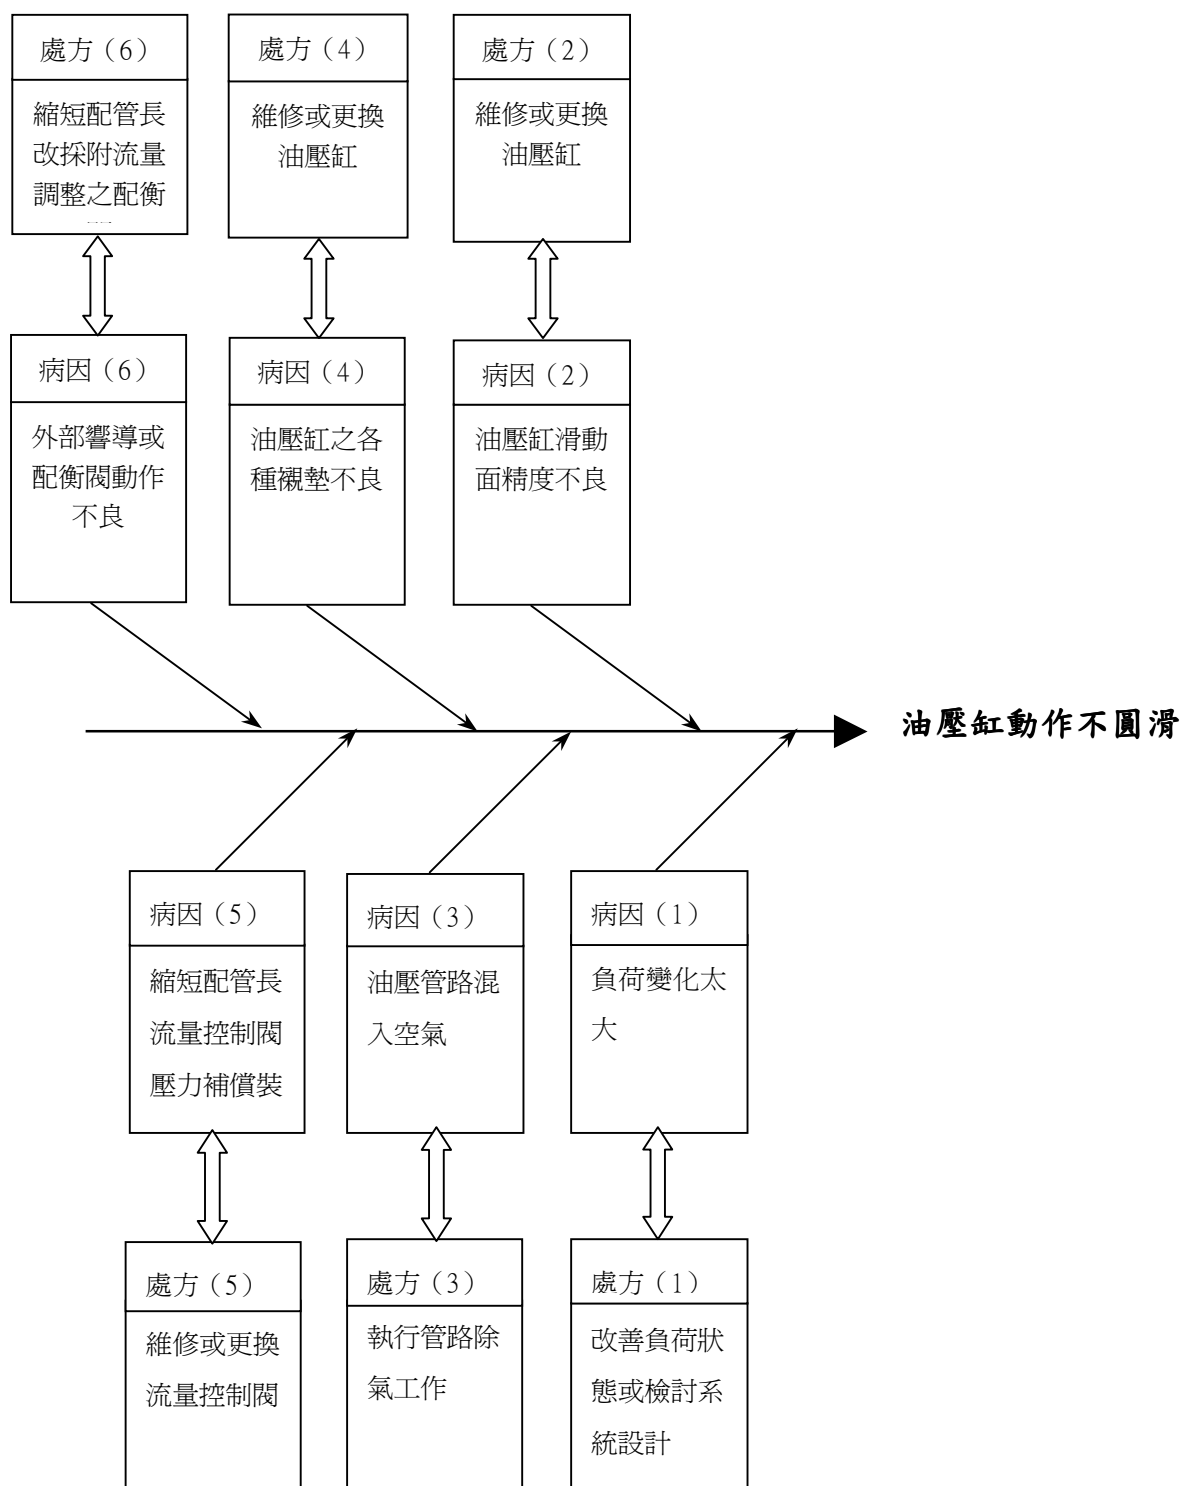 處方（6）
縮短配管長
改採附流量
調整之配衡
處方（4）
維修或更換
油壓缸
處方（2）
維修或更換
油壓缸
病因（6）
外部響導或
配衡閥動作
不良
病因（4）
油壓缸之各
種襯墊不良
病因（2）
油壓缸滑動
面精度不良
油壓缸動作不圓滑
病因（5）
縮短配管長
流量控制閥
壓力補償裝
病因（3）
油壓管路混
入空氣
病因（1）
負荷變化太
大
處方（5）
維修或更換
流量控制閥
處方（3）
執行管路除
氣工作
處方（1）
改善負荷狀
態或檢討系
統設計